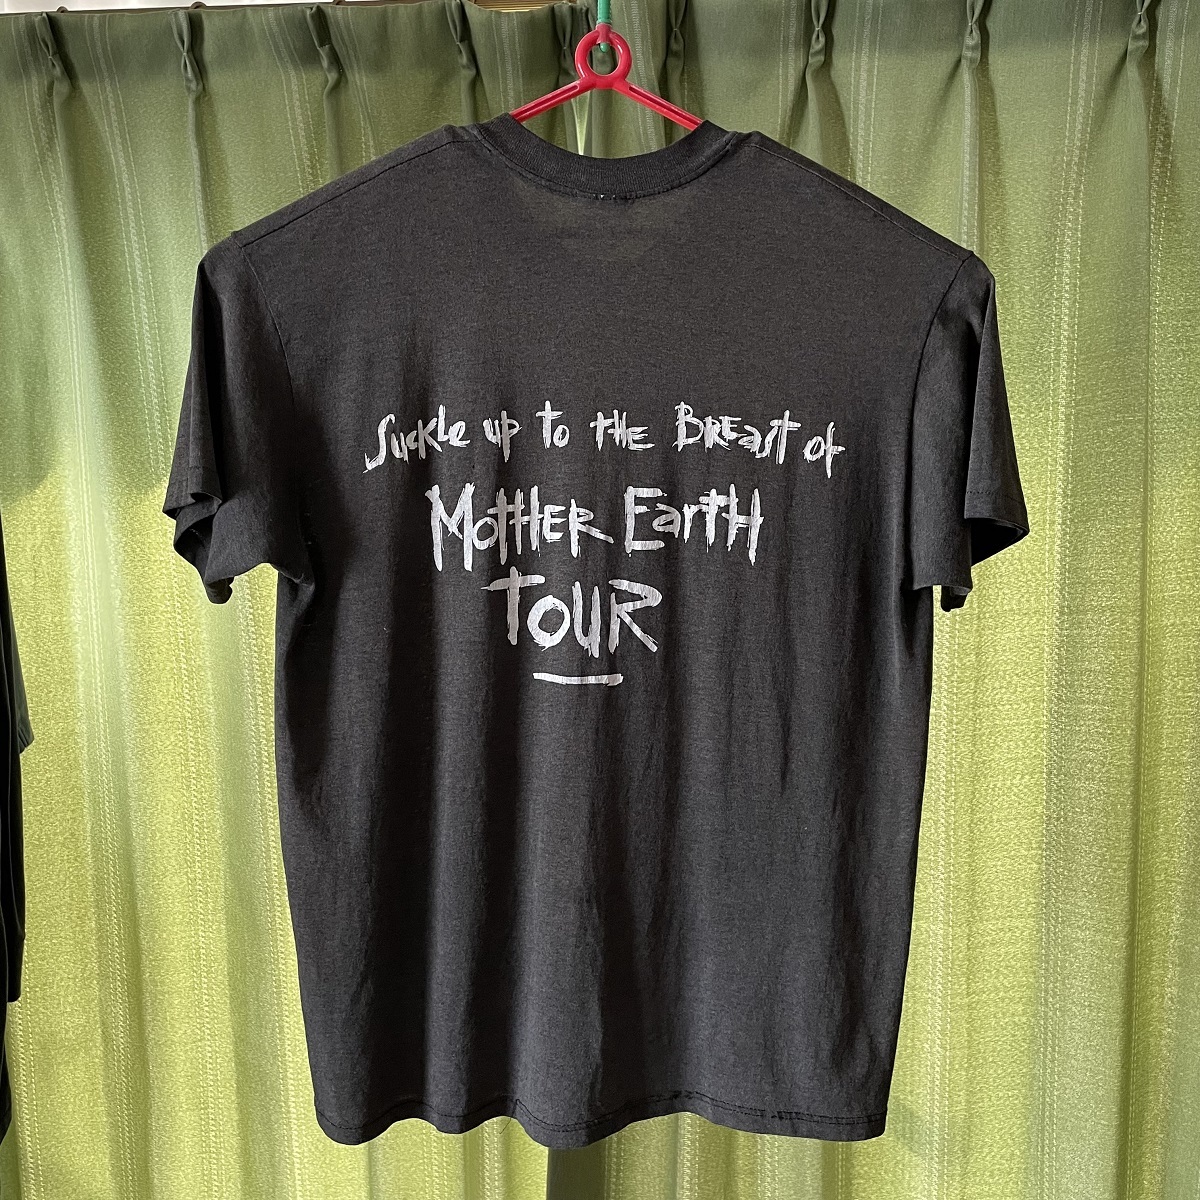 Suckle up to the Breast of
Mother Earth
Tour